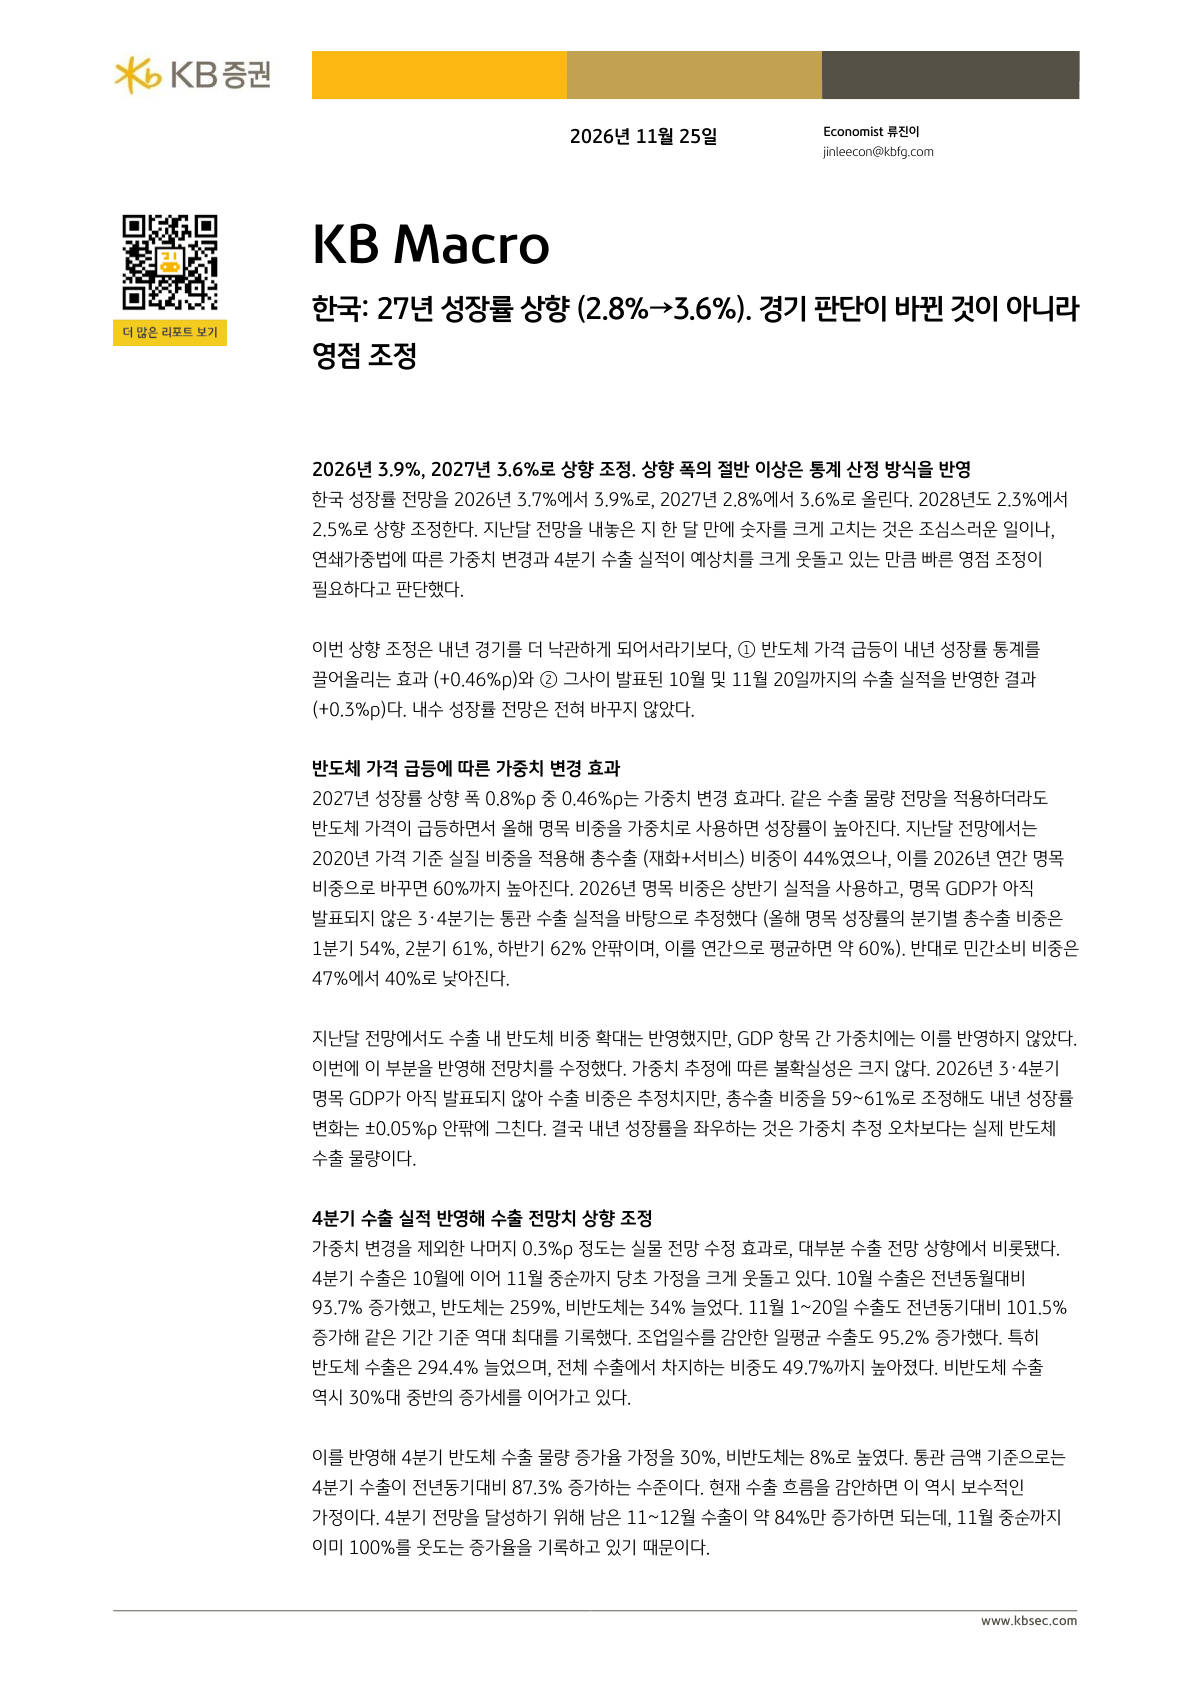 KB증권
2026년 11월 25일
Economist 류진이
jinleecon@kbfg.com
더 많은 리포트 보기
KB Macro
한국: 27년 성장률 상향 (2.8%→3.6%). 경기 판단이 바뀐 것이 아니라
영점 조정
2026년 3.9%, 2027년 3.6%로 상향 조정. 상향 폭의 절반 이상은 통계 산정 방식을 반영
한국 성장률 전망을 2026년 3.7%에서 3.9%로, 2027년 2.8%에서 3.6%로 올린다. 2028년도 2.3%에서
2.5%로 상향 조정한다. 지난달 전망을 내놓은 지 한 달 만에 숫자를 크게 고치는 것은 조심스러운 일이나,
연쇄가중법에 따른 가중치 변경과 4분기 수출 실적이 예상치를 크게 웃돌고 있는 만큼 빠른 영점 조정이
필요하다고 판단했다.
이번 상향 조정은 내년 경기를 더 낙관하게 되어서라기보다, ① 반도체 가격 급등이 내년 성장률 통계를
끌어올리는 효과 (+0.46%p)와 ② 그사이 발표된 10월 및 11월 20일까지의 수출 실적을 반영한 결과
(+0.3%p)다. 내수 성장률 전망은 전혀 바꾸지 않았다.
반도체 가격 급등에 따른 가중치 변경 효과
2027년 성장률 상향 폭 0.8%p 중 0.46%p는 가중치 변경 효과다. 같은 수출 물량 전망을 적용하더라도
반도체 가격이 급등하면서 올해 명목 비중을 가중치로 사용하면 성장률이 높아진다. 지난달 전망에서는
2020년 가격 기준 실질 비중을 적용해 총수출 (재화+서비스) 비중이 44%였으나, 이를 2026년 연간 명목
비중으로 바꾸면 60%까지 높아진다. 2026년 명목 비중은 상반기 실적을 사용하고, 명목 GDP가 아직
발표되지 않은 3·4분기는 통관 수출 실적을 바탕으로 추정했다 (올해 명목 성장률의 분기별 총수출 비중은
1분기 54%, 2분기 61%, 하반기 62% 안팎이며, 이를 연간으로 평균하면 약 60%). 반대로 민간소비 비중은
47%에서 40%로 낮아진다.
지난달 전망에서도 수출 내 반도체 비중 확대는 반영했지만, GDP 항목 간 가중치에는 이를 반영하지 않았다.
이번에 이 부분을 반영해 전망치를 수정했다. 가중치 추정에 따른 불확실성은 크지 않다. 2026년 3·4분기
명목 GDP가 아직 발표되지 않아 수출 비중은 추정치지만, 총수출 비중을 59~61%로 조정해도 내년 성장률
변화는 ±0.05%p 안팎에 그친다. 결국 내년 성장률을 좌우하는 것은 가중치 추정 오차보다는 실제 반도체
수출 물량이다.
4분기 수출 실적 반영해 수출 전망치 상향 조정
가중치 변경을 제외한 나머지 0.3%p 정도는 실물 전망 수정 효과로, 대부분 수출 전망 상향에서 비롯됐다.
4분기 수출은 10월에 이어 11월 중순까지 당초 가정을 크게 웃돌고 있다. 10월 수출은 전년동월대비
93.7% 증가했고, 반도체는 259%, 비반도체는 34% 늘었다. 11월 1~20일 수출도 전년동기대비 101.5%
증가해 같은 기간 기준 역대 최대를 기록했다. 조업일수를 감안한 일평균 수출도 95.2% 증가했다. 특히
반도체 수출은 294.4% 늘었으며, 전체 수출에서 차지하는 비중도 49.7%까지 높아졌다. 비반도체 수출
역시 30%대 중반의 증가세를 이어가고 있다.
이를 반영해 4분기 반도체 수출 물량 증가율 가정을 30%, 비반도체는 8%로 높였다. 통관 금액 기준으로는
4분기 수출이 전년동기대비 87.3% 증가하는 수준이다. 현재 수출 흐름을 감안하면 이 역시 보수적인
가정이다. 4분기 전망을 달성하기 위해 남은 11~12월 수출이 약 84%만 증가하면 되는데, 11월 중순까지
이미 100%를 웃도는 증가율을 기록하고 있기 때문이다.
www.kbsec.com